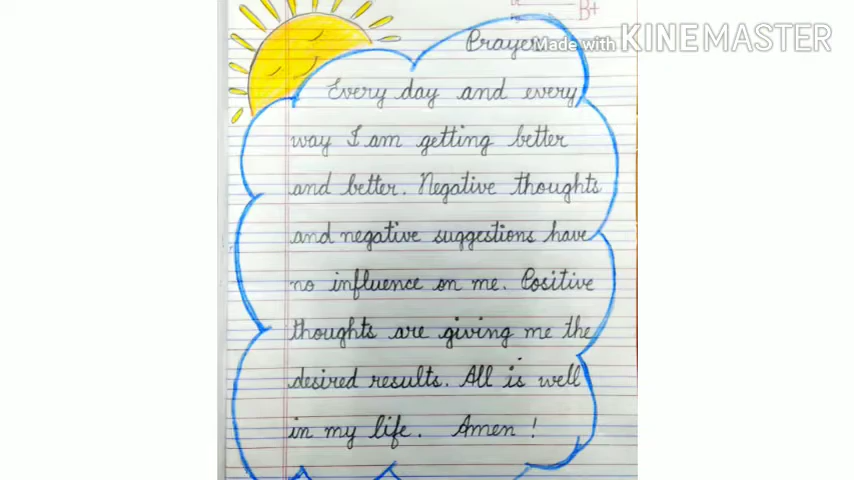 B+
Prayer
Made with KINEMASTER
Every day and every
way I am getting better
and better. Negative thoughts
and negative suggestions have
no influence on me. Positive
thoughts are giving me the
desired results. All is well
in my life. Amen !